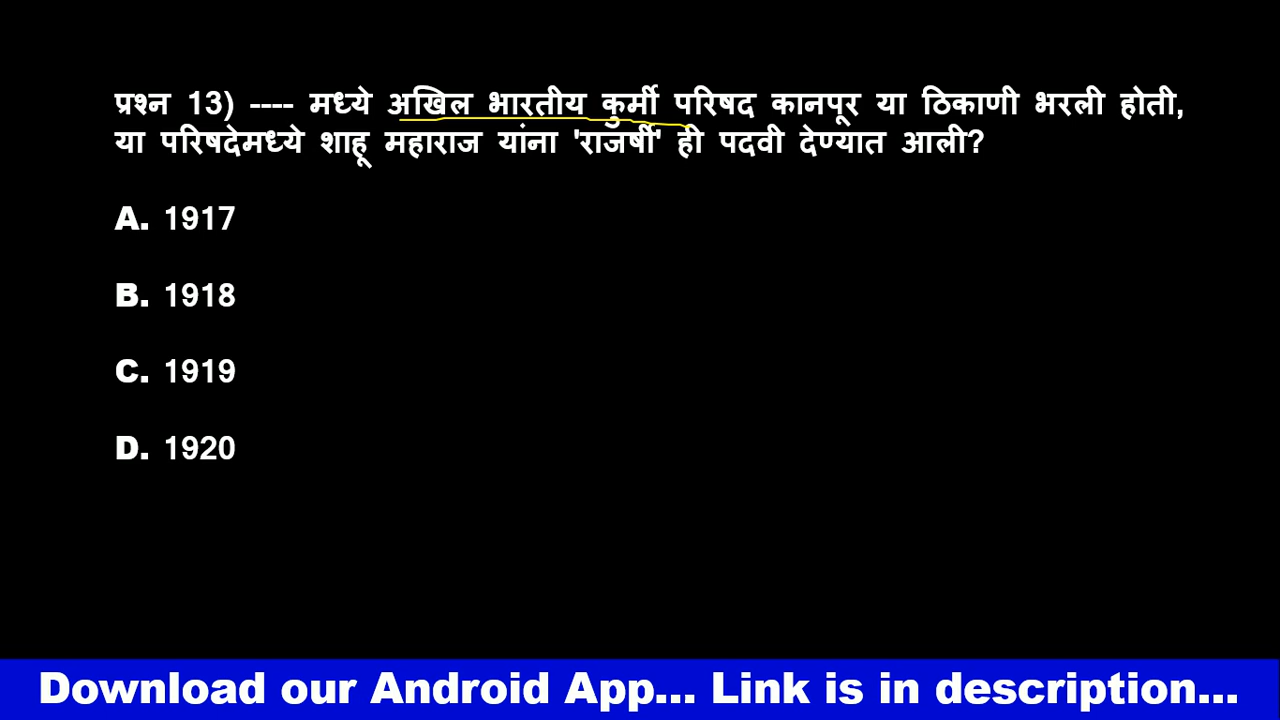 प्रश्न 13) ---- मध्ये अखिल भारतीय कुर्मी परिषद कानपूर या ठिकाणी भरली होती,
या परिषदेमध्ये शाहू महाराज यांना 'राजर्षी' ही पदवी देण्यात आली?
A. 1917
B. 1918
C. 1919
D. 1920
Download our Android App... Link is in description...